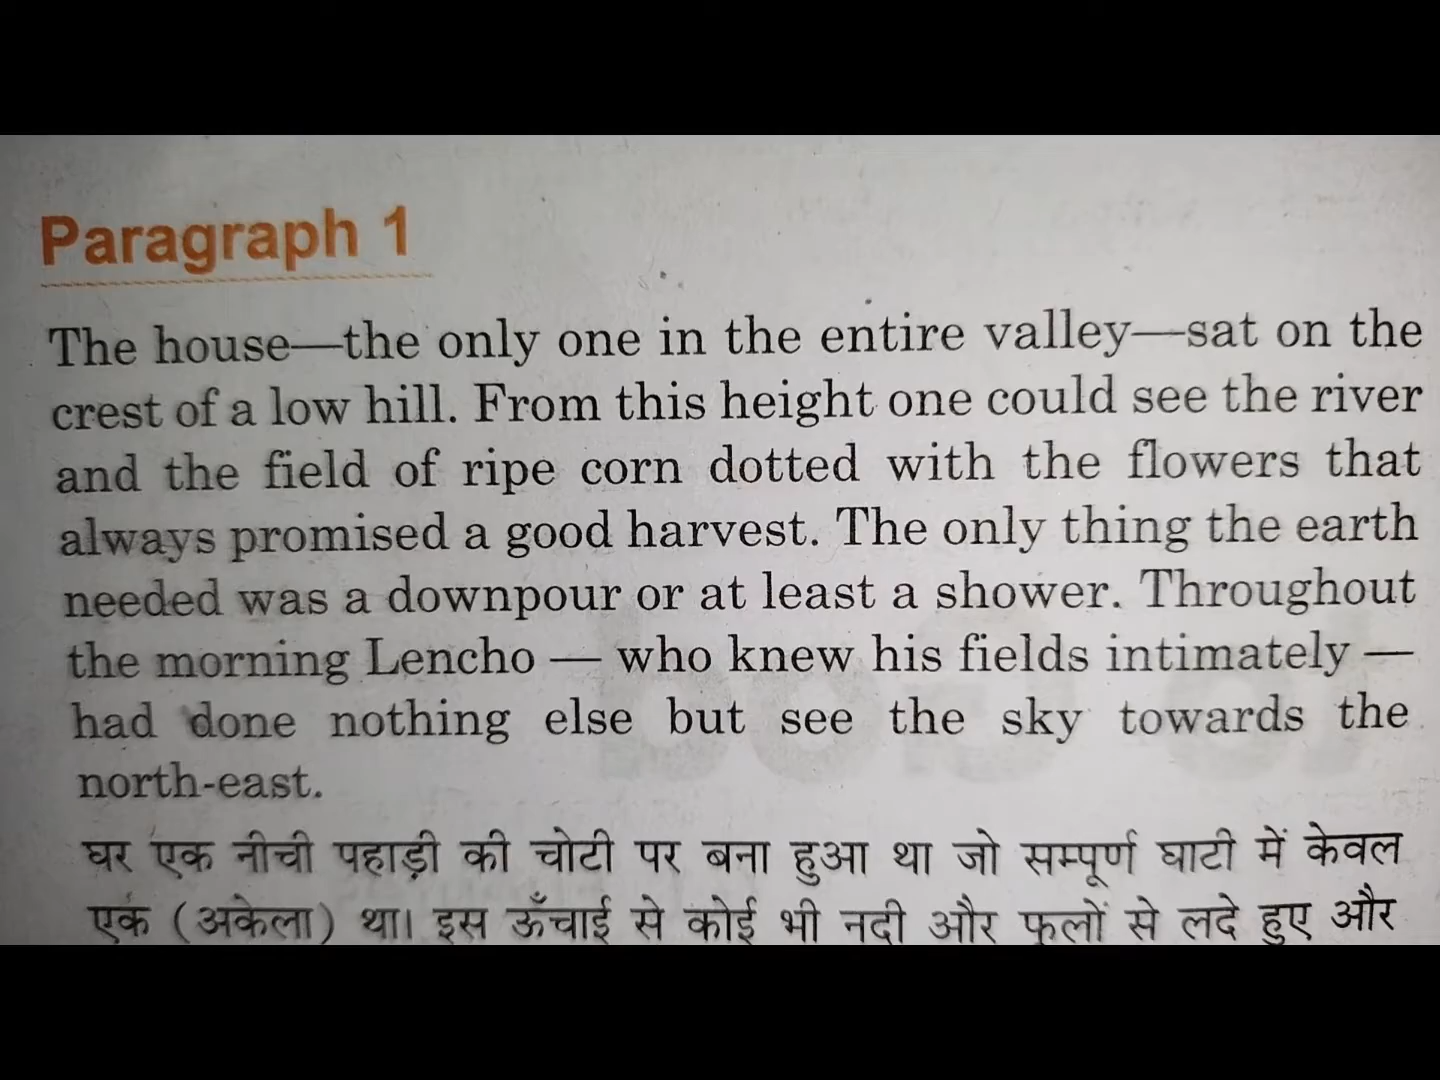 Paragraph 1
The house—the only one in the entire valley—sat on the
crest of a low hill. From this height one could see the river
and the field of ripe corn dotted with the flowers that
always promised a good harvest. The only thing the earth
needed was a downpour or at least a shower. Throughout
the morning Lencho — who knew his fields intimately —
had done nothing else but see the sky towards the
north-east.
घर एक नीची पहाड़ी की चोटी पर बना हुआ था जो सम्पूर्ण घाटी में केवल
एक (अकेला) था। इस ऊँचाई से कोई भी नदी और फूलों से लदे हुए और